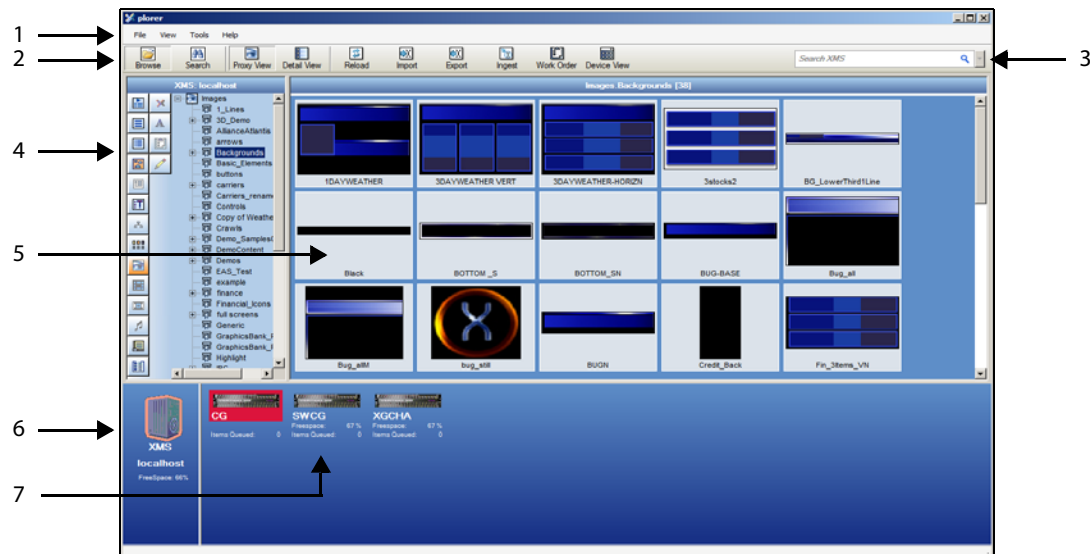 plorer
1
File View Tools Help
2
Browse Search Proxy View Detail View Reload Import Export Ingest Work Order Device View
Search XMS
3
XMS: localhost
Images Backgrounds [38]
4
Images
1_Lines
3D_Demo
AllianceAtlantis
arrows
Backgrounds
Basic_Elements
buttons
carriers
Carriers_renam
Controls
Copy of Weathe
Crawls
Demo_Samples
DemoContent
Demos
EAS_Test
example
finance
Financial_Icons
full screens
Generic
GraphicsBank_
GraphicsBank_
Highlight
1DAYWEATHER 3DAYWEATHER VERT 3DAYWEATHER-HORIZN 3stocks2 BG_LowerThird1Line
5
Black BOTTOM _S BOTTOM_SN BUG-BASE Bug_all
Bug_allM bug_still BUGN Credit_Back Fin_3Items_VN
6
XMS
localhost
FreeSpace: 66%
CG
Items Queued: 0
SWCG
Freespace: 67 %
Items Queued: 0
XGCHA
Freespace: 67 %
Items Queued: 0
7